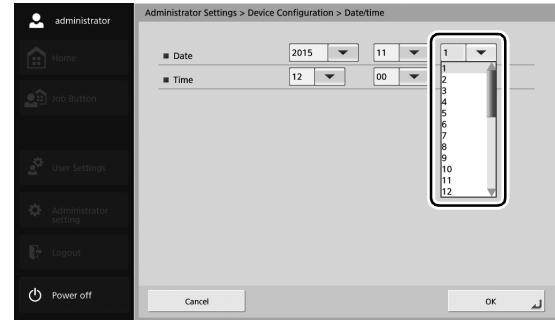 administrator
Administrator Settings > Device Configuration > Date/time
Home
Job Button
User Settings
Administrator
setting
Logout
Power off
■ Date 2015 11 1
■ Time 12 00
1
2
3
4
5
6
7
8
9
10
11
12
Cancel
OK